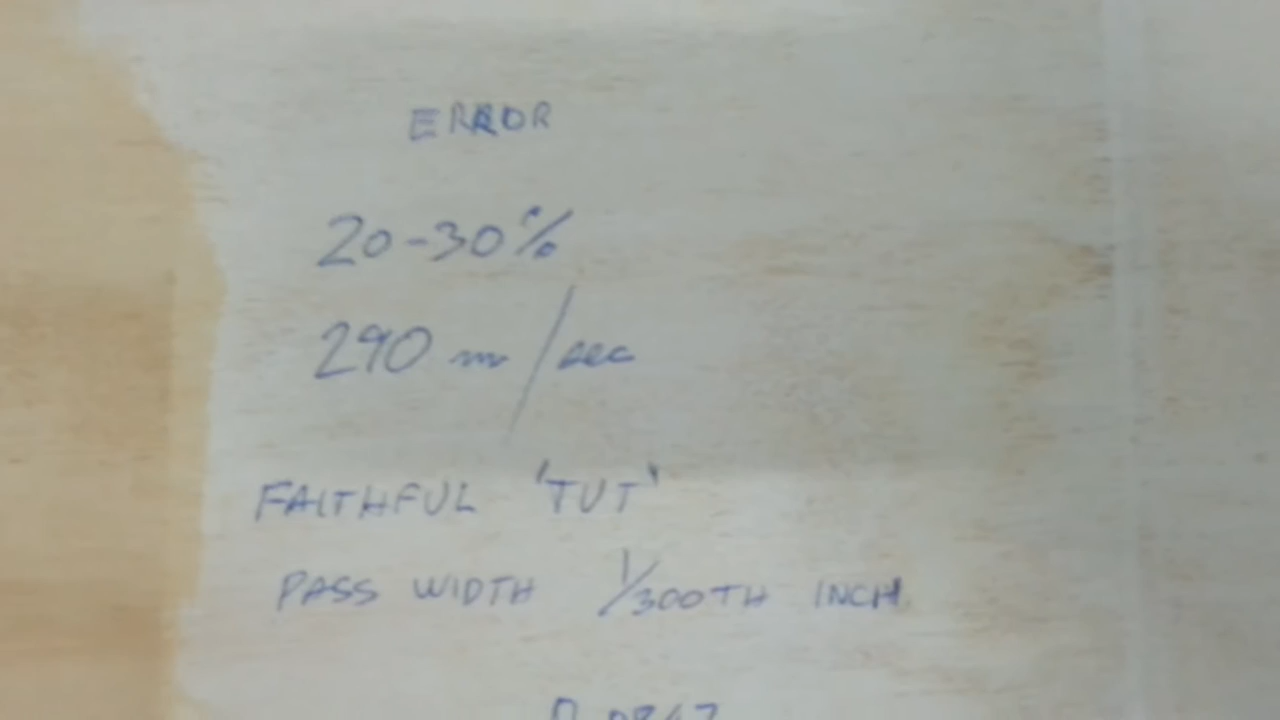 ERROR
20-30%
290 m/sec
FAITHFUL 'TUT'
PASS WIDTH 1/300TH INCH